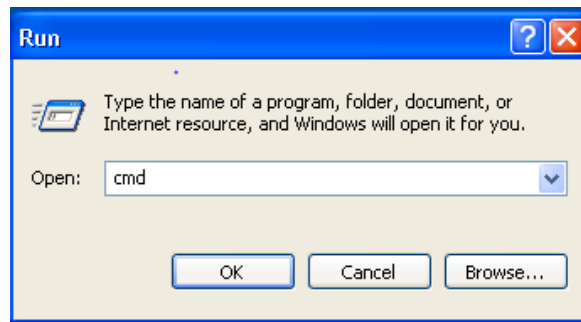 Run
Type the name of a program, folder, document, or
Internet resource, and Windows will open it for you.
Open: cmd
OK Cancel Browse...